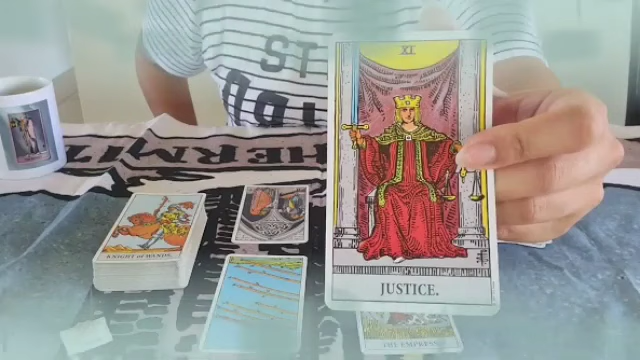 ST
XI
HERMIT
KNIGHT of WANDS.
JUSTICE.
THE EMPRESS.